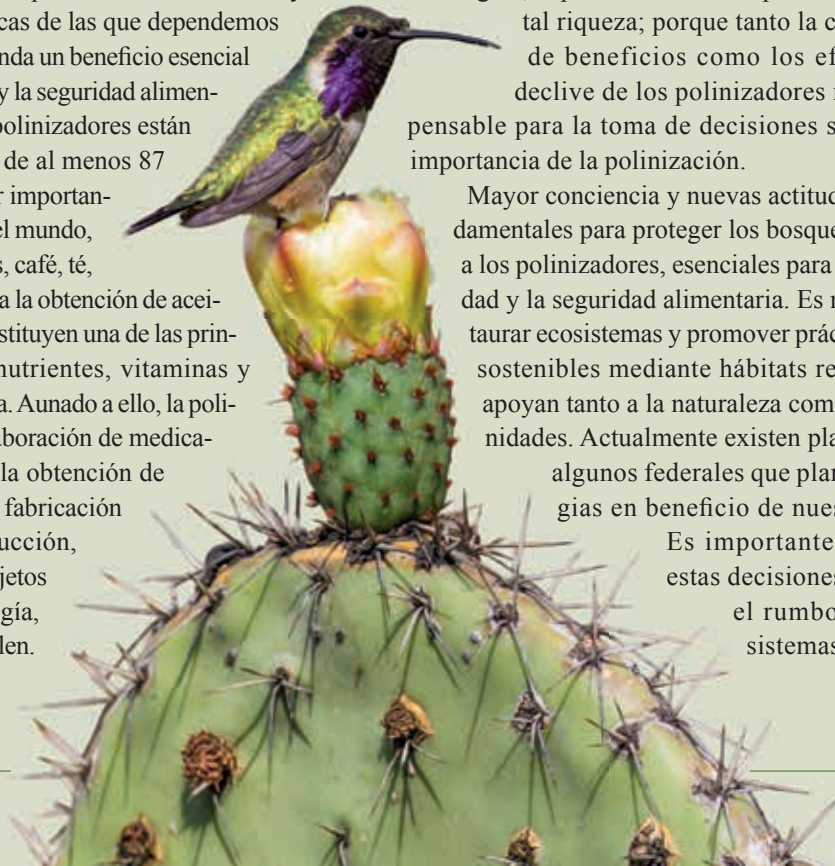 cas de las que dependemos
nda un beneficio esencial
y la seguridad alimen-
polinizadores están
de al menos 87
r importan-
el mundo,
s, café, té,
a la obtención de acei-
stituyen una de las prin-
nutrientes, vitaminas y
a. Aunado a ello, la poli-
aboración de medica-
la obtención de
fabricación
ucción,
jetos
gía,
len.
tal riqueza; porque tanto la c
de beneficios como los ef
declive de los polinizadores
pensable para la toma de decisiones s
importancia de la polinización.
Mayor conciencia y nuevas actitud
damentales para proteger los bosque
a los polinizadores, esenciales para
dad y la seguridad alimentaria. Es
taurar ecosistemas y promover prác
sostenibles mediante hábitats re
apoyan tanto a la naturaleza com
nidades. Actualmente existen pla
algunos federales que plan
gias en beneficio de nues
Es importante
estas decisiones
el rumbo
sistemas